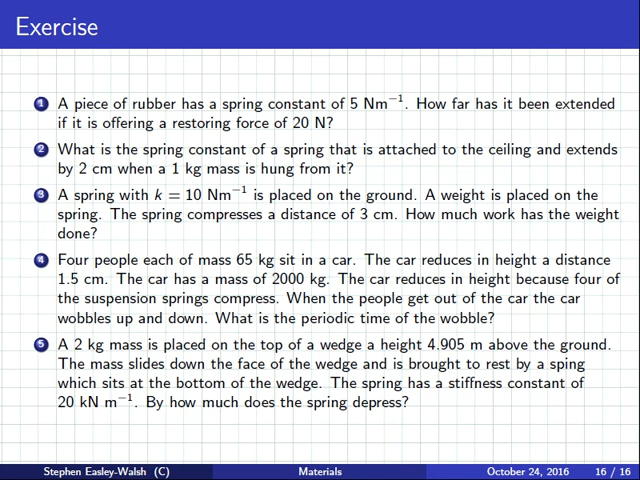 Exercise
1 A piece of rubber has a spring constant of 5 Nm⁻¹. How far has it been extended
if it is offering a restoring force of 20 N?
2 What is the spring constant of a spring that is attached to the ceiling and extends
by 2 cm when a 1 kg mass is hung from it?
3 A spring with k = 10 Nm⁻¹ is placed on the ground. A weight is placed on the
spring. The spring compresses a distance of 3 cm. How much work has the weight
done?
4 Four people each of mass 65 kg sit in a car. The car reduces in height a distance
1.5 cm. The car has a mass of 2000 kg. The car reduces in height because four of
the suspension springs compress. When the people get out of the car the car
wobbles up and down. What is the periodic time of the wobble?
5 A 2 kg mass is placed on the top of a wedge a height 4.905 m above the ground.
The mass slides down the face of the wedge and is brought to rest by a sping
which sits at the bottom of the wedge. The spring has a stiffness constant of
20 kN m⁻¹. By how much does the spring depress?
Stephen Easley-Walsh (C) Materials October 24, 2016 16 / 16